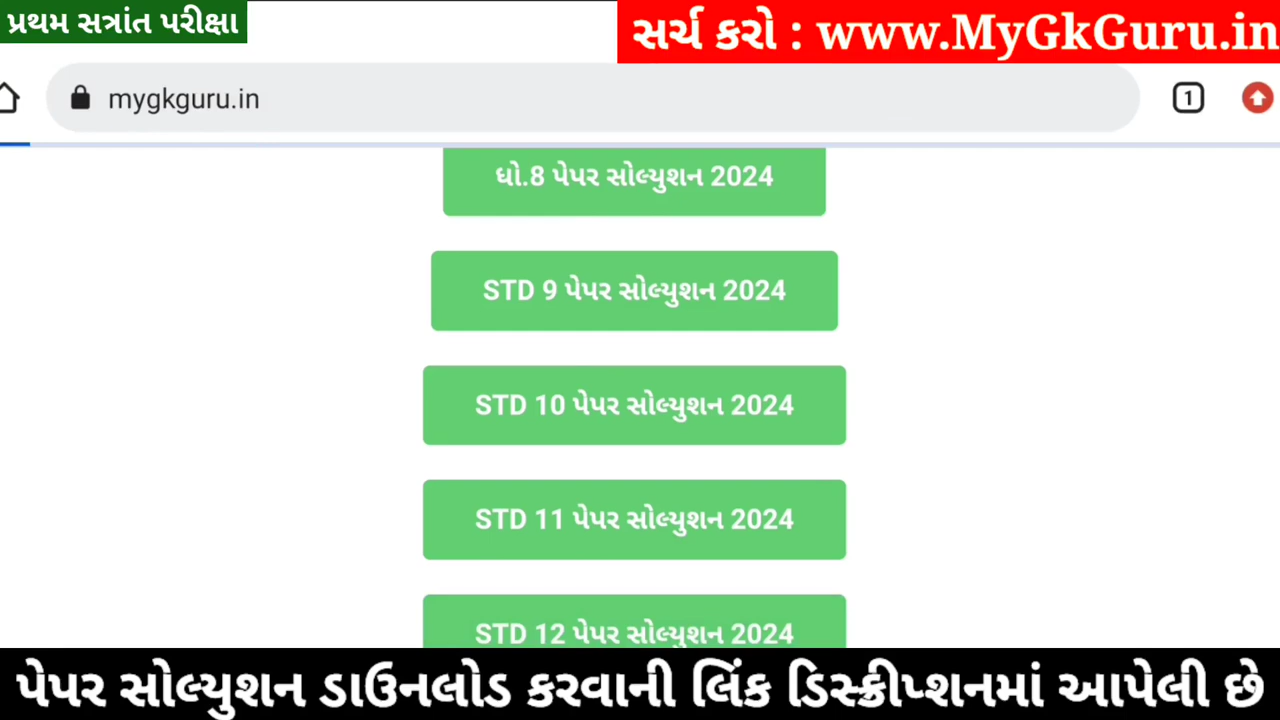 પ્રથમ સત્રાંત પરીક્ષા
સર્ચ કરો : www.MyGkGuru.in
mygkguru.in
1
ધો.8 પેપર સોલ્યુશન 2024
STD 9 પેપર સોલ્યુશન 2024
STD 10 પેપર સોલ્યુશન 2024
STD 11 પેપર સોલ્યુશન 2024
STD 12 પેપર સોલ્યુશન 2024
પેપર સોલ્યુશન ડાઉનલોડ કરવાની લિંક ડિસ્ક્રીપ્શનમાં આપેલી છે